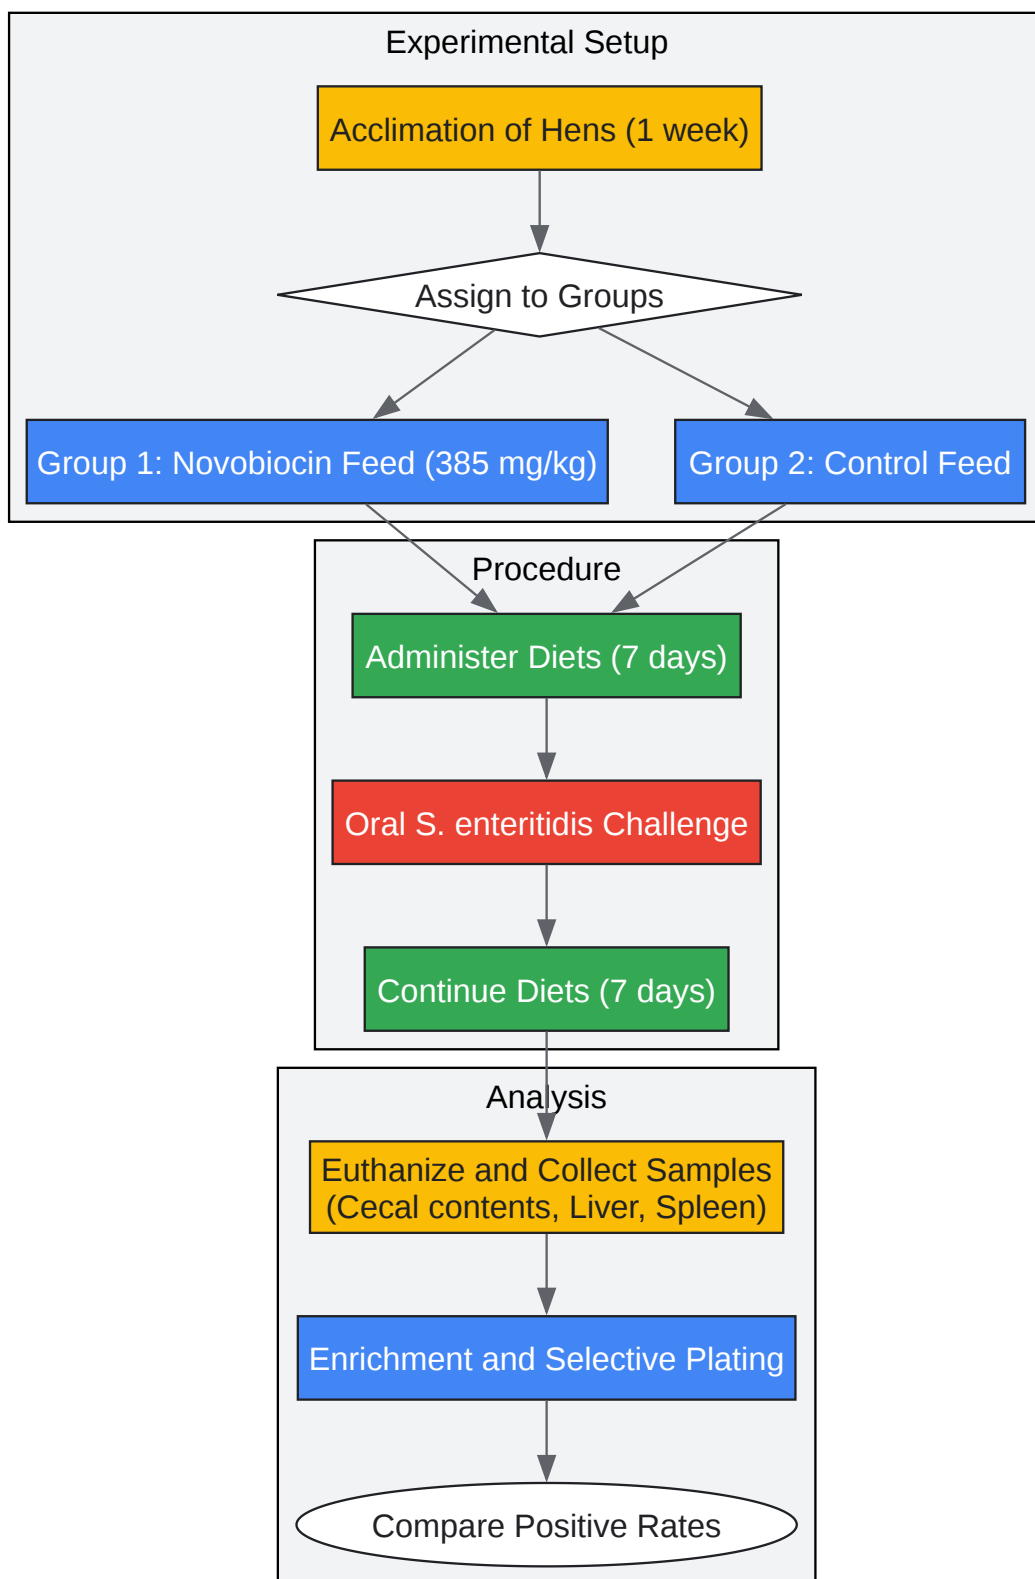 Experimental Setup
Acclimation of Hens (1 week)
Assign to Groups
Group 1: Novobiocin Feed (385 mg/kg)
Group 2: Control Feed
Procedure
Administer Diets (7 days)
Oral S. enteritidis Challenge
Continue Diets (7 days)
Analysis
Euthanize and Collect Samples
(Cecal contents, Liver, Spleen)
Enrichment and Selective Plating
Compare Positive Rates